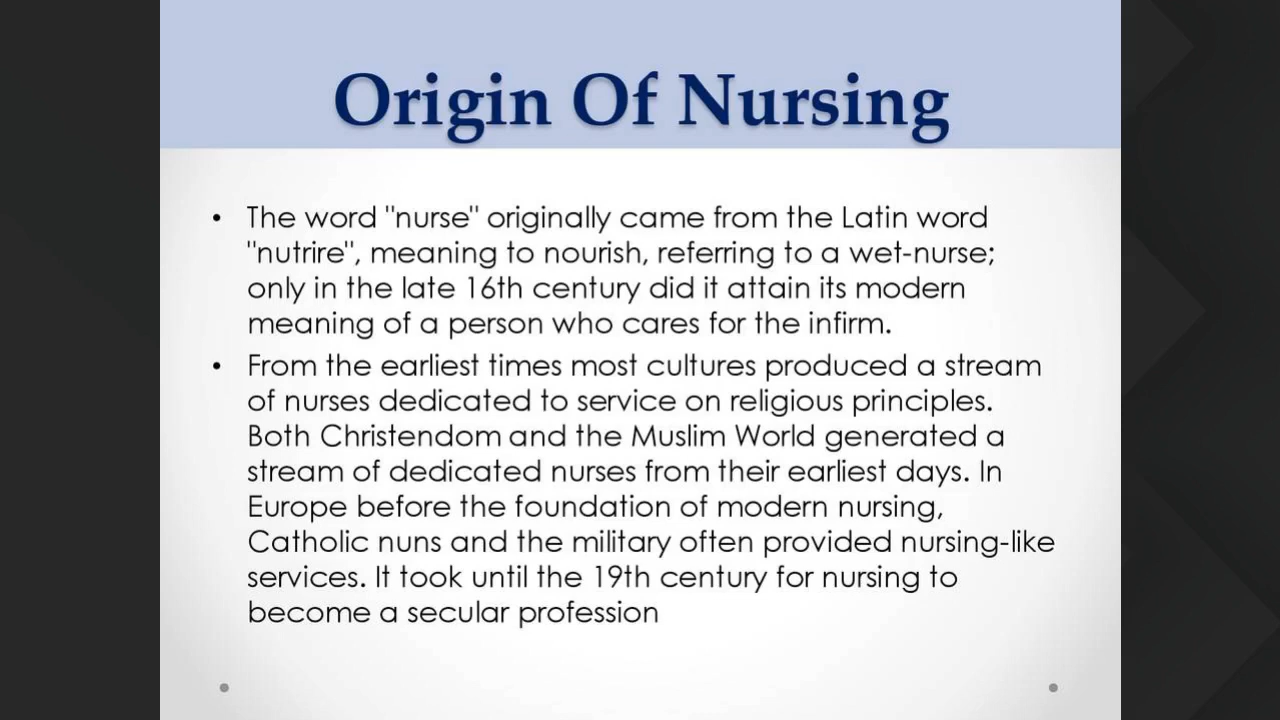 Origin Of Nursing
• The word "nurse" originally came from the Latin word
"nutrire", meaning to nourish, referring to a wet-nurse;
only in the late 16th century did it attain its modern
meaning of a person who cares for the infirm.
• From the earliest times most cultures produced a stream
of nurses dedicated to service on religious principles.
Both Christendom and the Muslim World generated a
stream of dedicated nurses from their earliest days. In
Europe before the foundation of modern nursing,
Catholic nuns and the military often provided nursing-like
services. It took until the 19th century for nursing to
become a secular profession